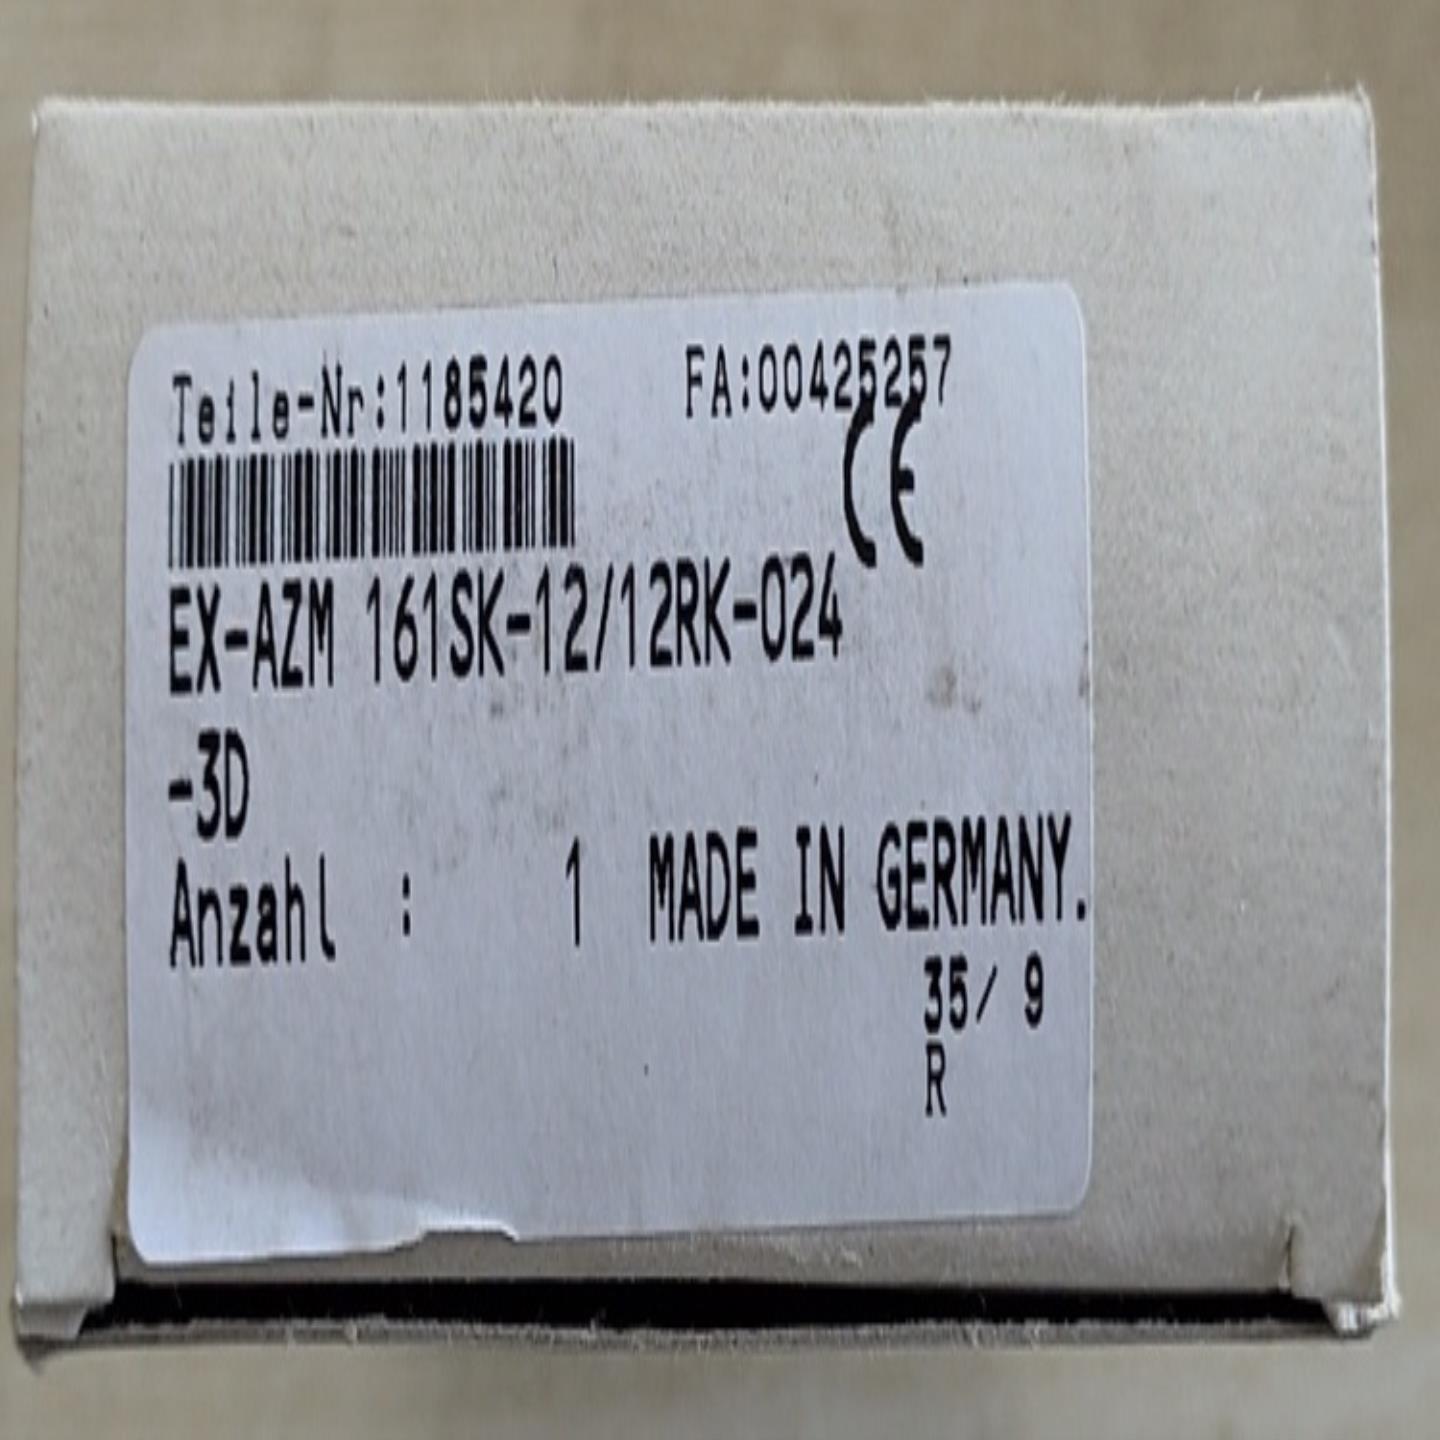 Teile-Nr:1185420 FA:00425257
CE
EX-AZM 161SK-12/12RK-024
-3D
Anzahl : 1 MADE IN GERMANY.
35/ 9
R